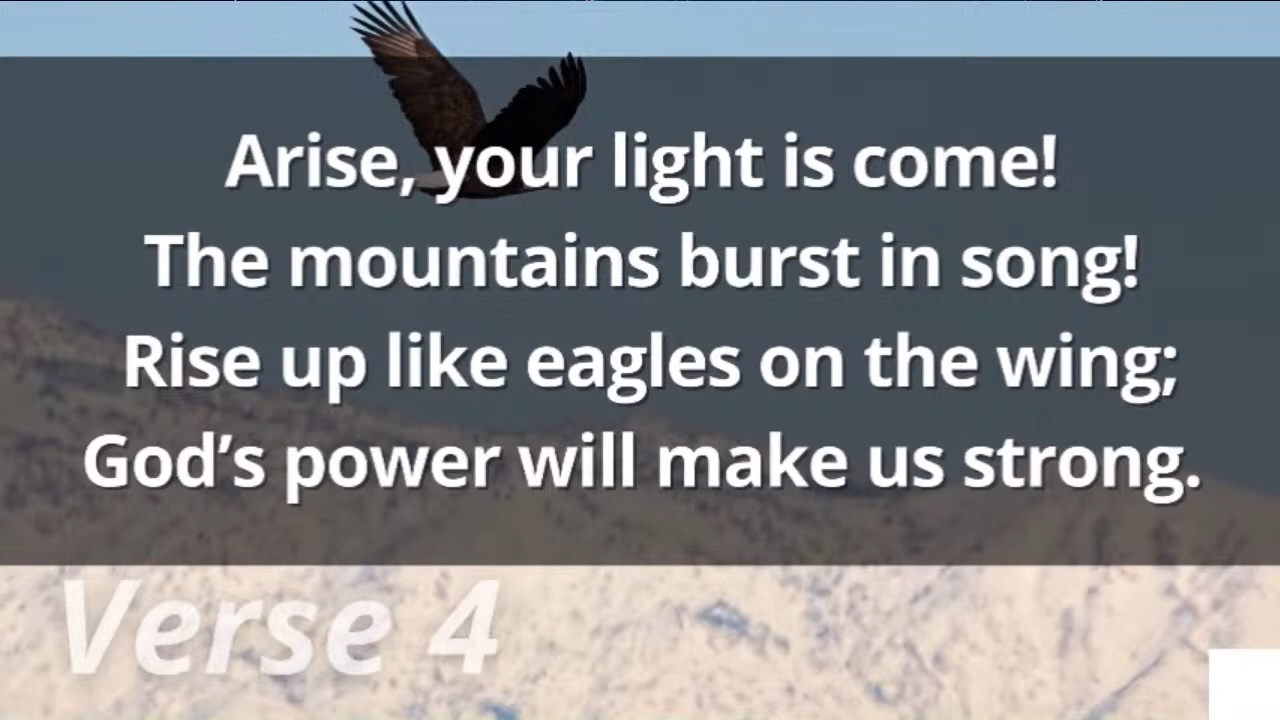 Arise, your light is come!
The mountains burst in song!
Rise up like eagles on the wing;
God’s power will make us strong.
Verse 4